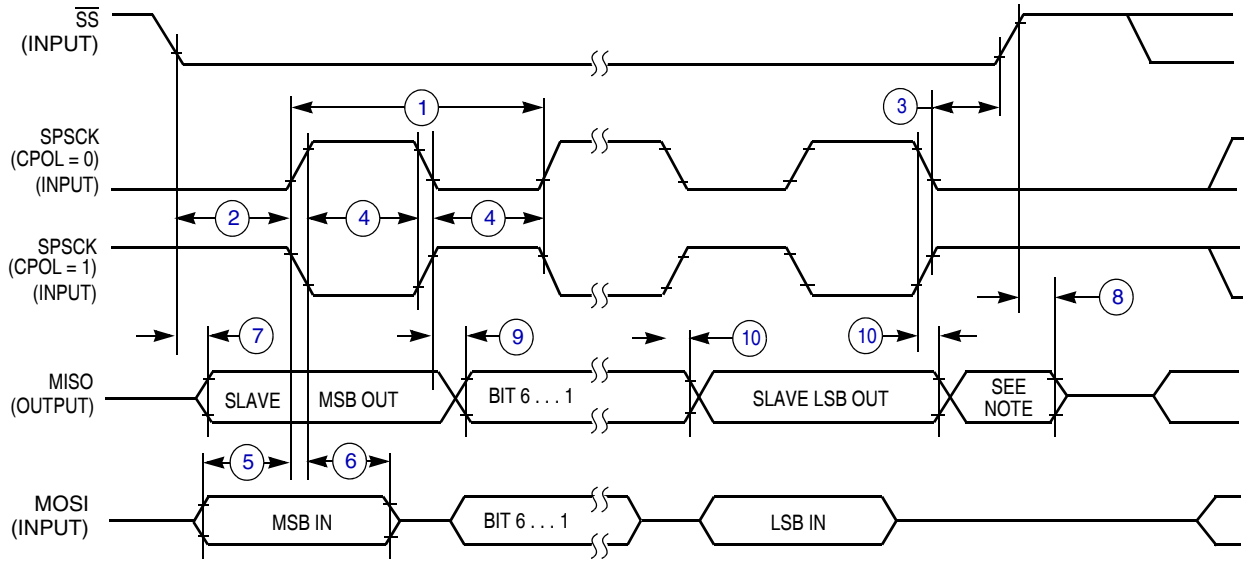 SS
(INPUT)
1
3
SPSCK
(CPOL = 0)
(INPUT)
2
4
4
SPSCK
(CPOL = 1)
(INPUT)
8
7
9
10
10
MISO
(OUTPUT)
SLAVE
MSB OUT
BIT 6 . . . 1
SLAVE LSB OUT
SEE
NOTE
5
6
MOSI
(INPUT)
MSB IN
BIT 6 . . . 1
LSB IN